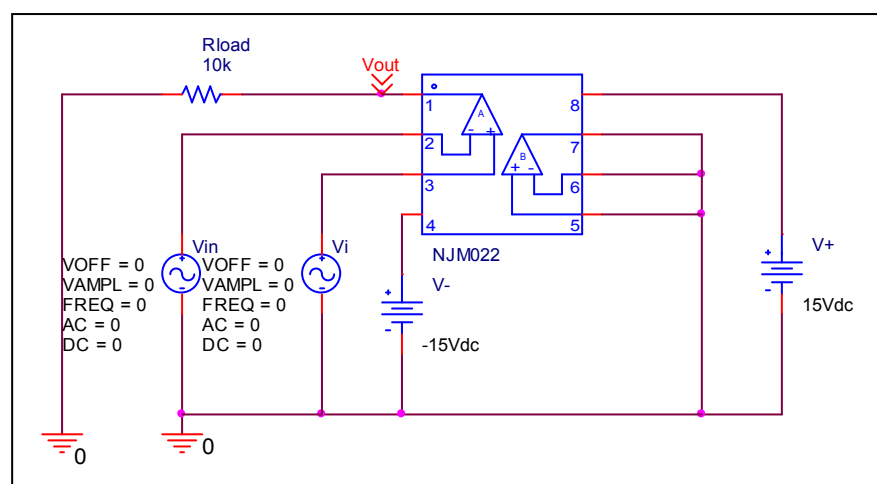 Rload
10k
Vout
1
2
3
4
A
- +
B
+ -
8
7
6
5
NJM022
Vin
VOFF = 0
VAMPL = 0
FREQ = 0
AC = 0
DC = 0
Vi
VOFF = 0
VAMPL = 0
FREQ = 0
AC = 0
DC = 0
V-
-15Vdc
V+
15Vdc
0
0